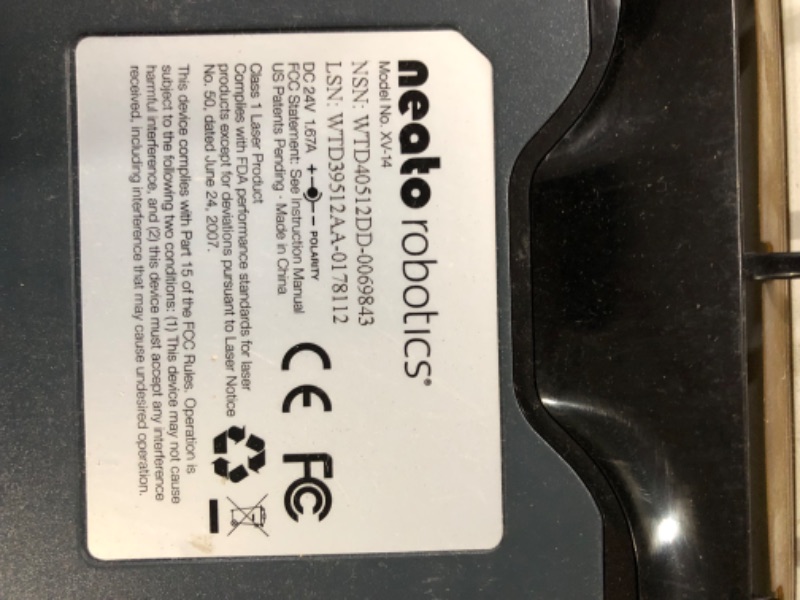 neato robotics®
Model No. XV-14
NSN: WTD40512DD-0069843
LSN: WTD39512AA-0178112
DC 24V 1.67A + - POLARITY
FCC Statement: See Instruction Manual
US Patents Pending · Made in China
CE FC
Class 1 Laser Product
Complies with FDA performance standards for laser
products except for deviations pursuant to Laser Notice
No. 50, dated June 24, 2007.
This device complies with Part 15 of the FCC Rules. Operation is
subject to the following two conditions: (1) This device may not cause
harmful interference, and (2) this device must accept any interference
received, including interference that may cause undesired operation.